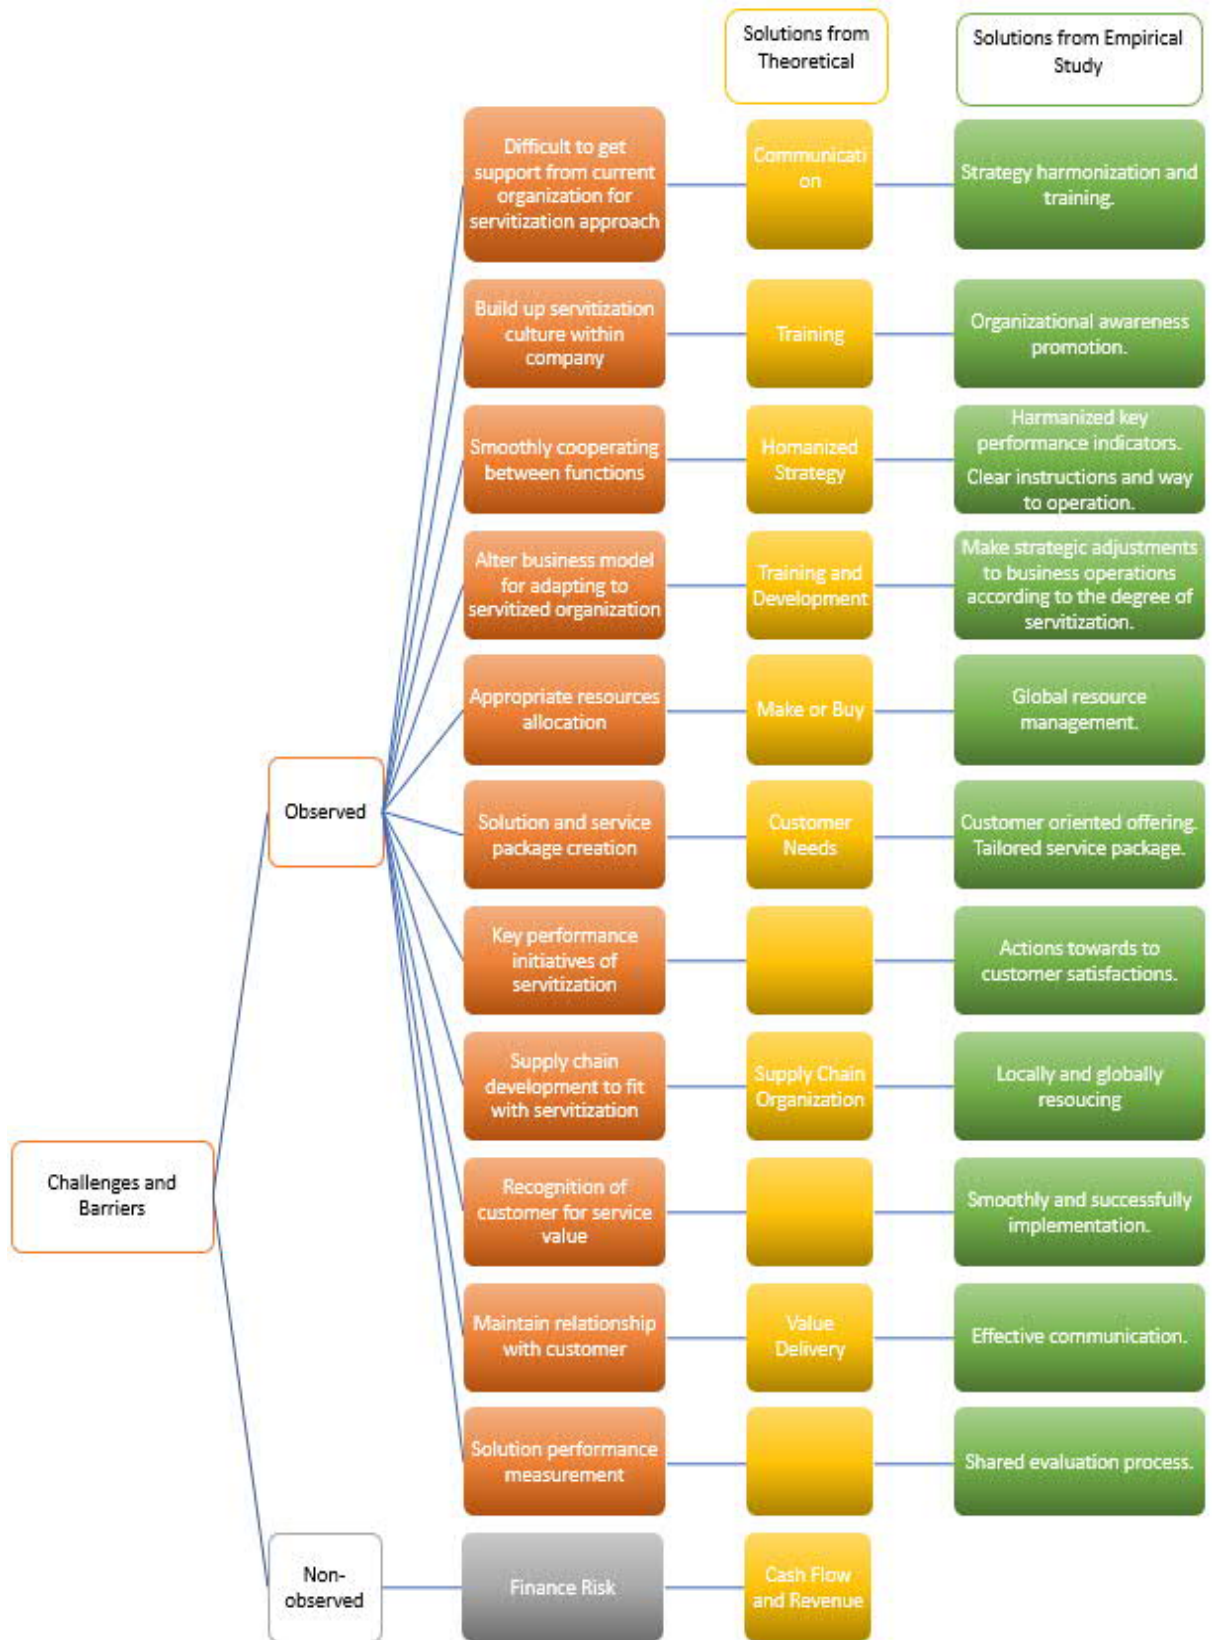 Solutions from
Theoretical
Solutions from Empirical
Study
Difficult to get
support from current
organization for
servitization approach
Communicati
on
Strategy harmonization and
training.
Build up servitization
culture within
company
Training
Organizational awareness
promotion.
Smoothly cooperating
between functions
Homanized
Strategy
Harmanized key
performance indicators.
Clear instructions and way
to operation.
Alter business model
for adapting to
servitized organization
Training and
Development
Make strategic adjustments
to business operations
according to the degree of
servitization.
Appropriate resources
allocation
Make or Buy
Global resource
management.
Observed
Solution and service
package creation
Customer
Needs
Customer oriented offering.
Tailored service package.
Key performance
initiatives of
servitization
Actions towards to
customer satisfactions.
Supply chain
development to fit
with servitization
Supply Chain
Organization
Locally and globally
resoucing
Challenges and
Barriers
Recognition of
customer for service
value
Smoothly and successfully
implementation.
Maintain relationship
with customer
Value
Delivery
Effective communication.
Solution performance
measurement
Shared evaluation process.
Non-
observed
Finance Risk
Cash Flow
and Revenue